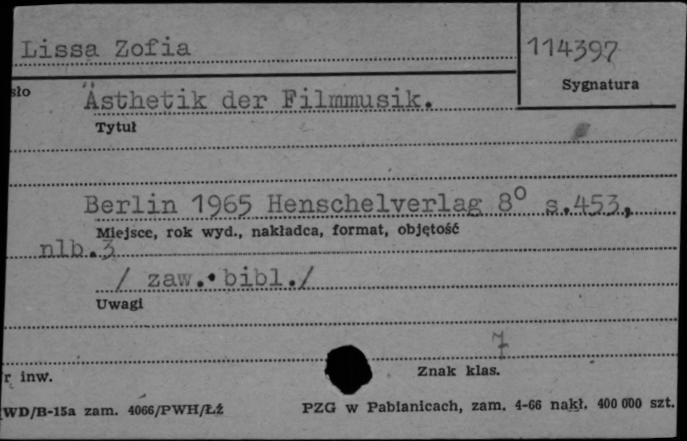 Lissa Zofia
114397
Sygnatura
sło
Ästhetik der Filmmusik.
Tytuł
Berlin 1965 Henschelverlag 8⁰ s.453,
Miejsce, rok wyd., nakładca, format, objętość
nlb.3
/ zaw.•bibl./
Uwagi
7
r inw.
Znak klas.
WD/B-15a zam. 4066/PWH/Łź
PZG w Pabianicach, zam. 4-66 nakł. 400 000 szt.